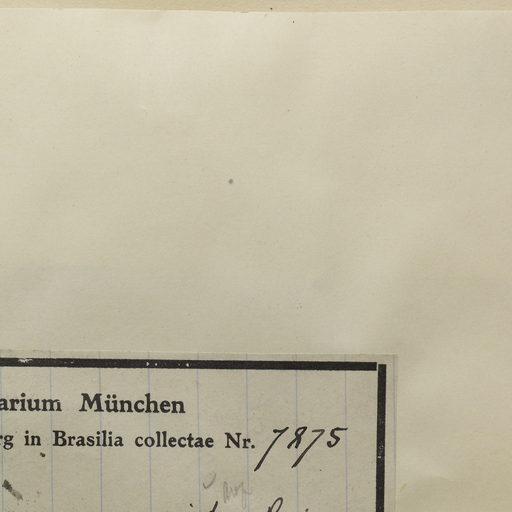 arium München
rg in Brasilia collectae Nr. 7875